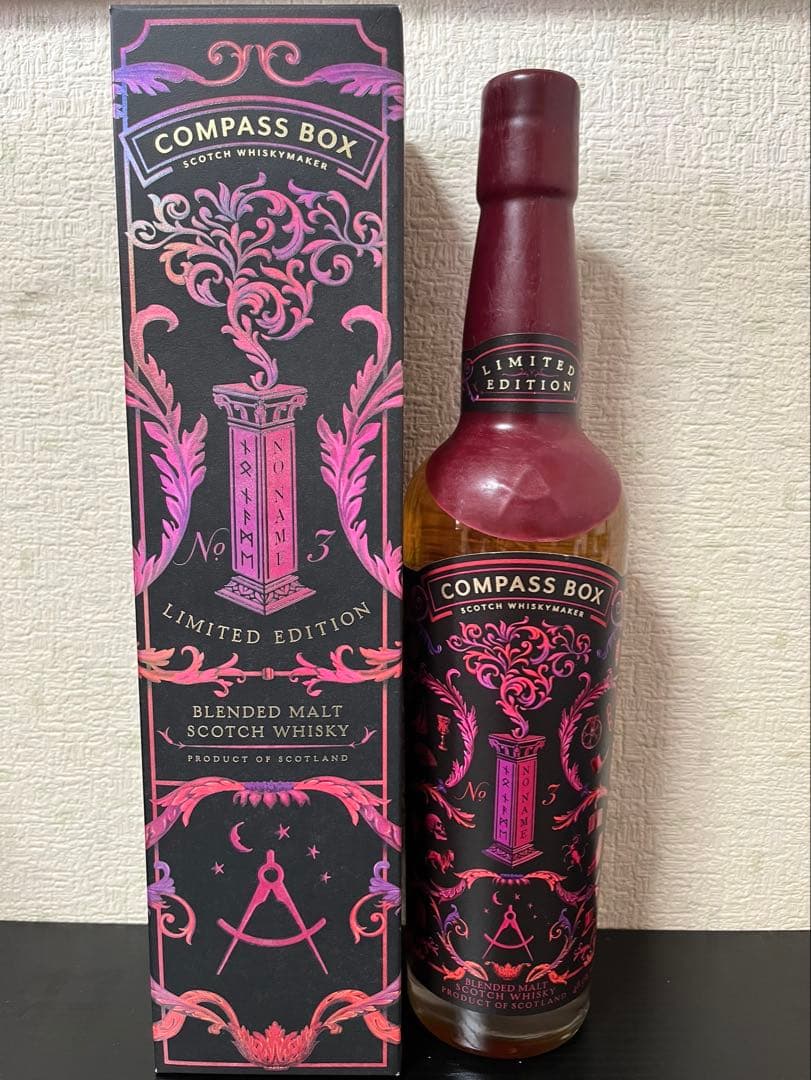 COMPASS BOX
SCOTCH WHISKYMAKER
NO NAME
No 3
LIMITED EDITION
BLENDED MALT
SCOTCH WHISKY
PRODUCT OF SCOTLAND
LIMITED
EDITION
COMPASS BOX
SCOTCH WHISKYMAKER
NO NAME
No 3
BLENDED MALT
SCOTCH WHISKY
PRODUCT OF SCOTLAND